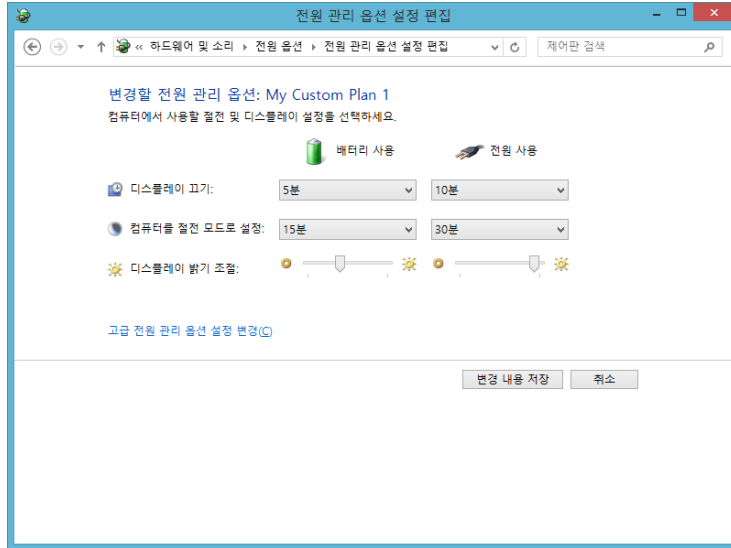 전원 관리 옵션 설정 편집
« 하드웨어 및 소리 ▸ 전원 옵션 ▸ 전원 관리 옵션 설정 편집 제어판 검색
변경할 전원 관리 옵션: My Custom Plan 1
컴퓨터에서 사용할 절전 및 디스플레이 설정을 선택하세요.
배터리 사용 전원 사용
디스플레이 끄기: 5분 10분
컴퓨터를 절전 모드로 설정: 15분 30분
디스플레이 밝기 조절:
고급 전원 관리 옵션 설정 변경(C)
변경 내용 저장 취소